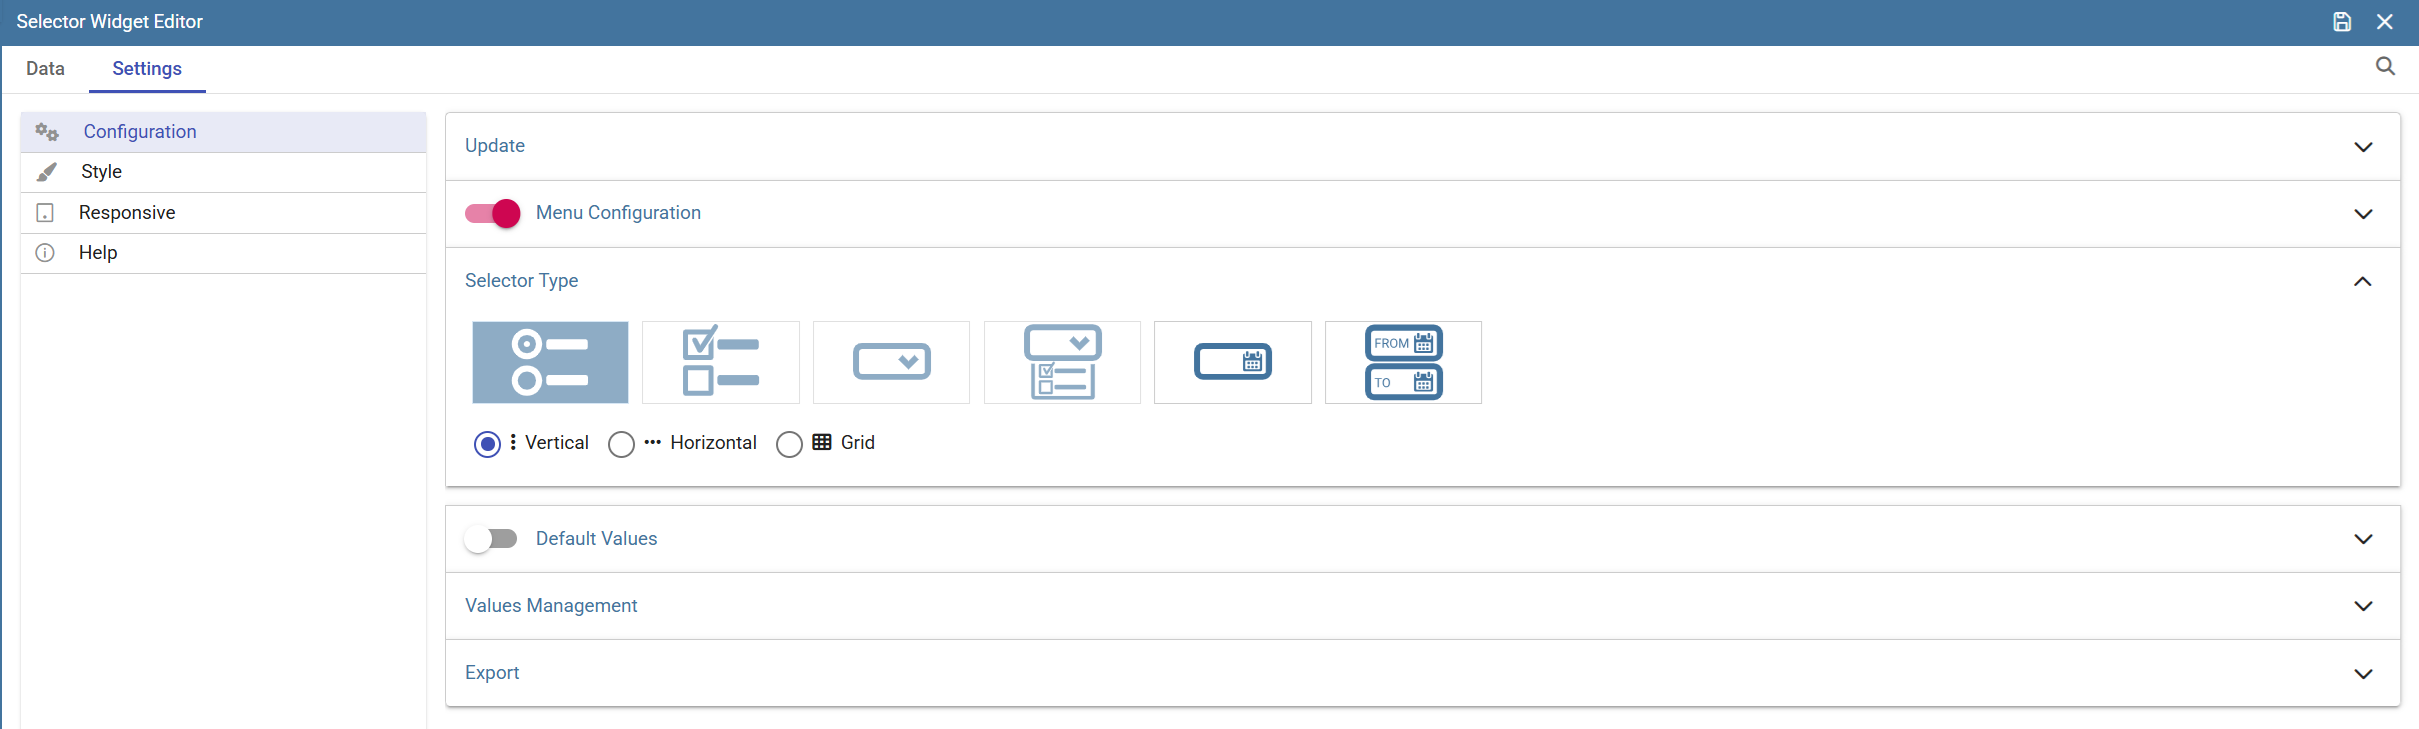 Selector Widget Editor
Data Settings
Configuration
Style
Responsive
Help
Update
Menu Configuration
Selector Type
FROM
TO
Vertical Horizontal Grid
Default Values
Values Management
Export